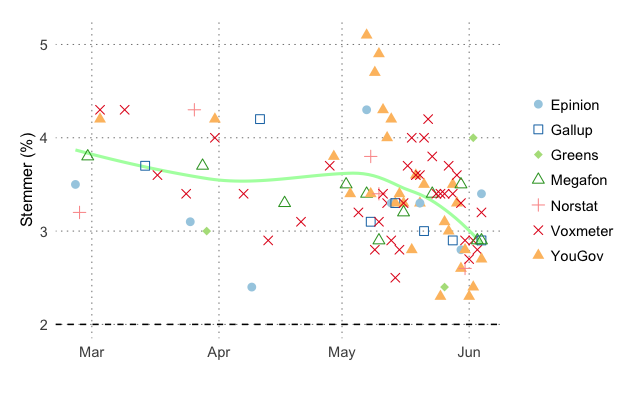 5
4
3
2
Stemmer (%)
Mar
Apr
May
Jun
Epinion
Gallup
Greens
Megafon
Norstat
Voxmeter
YouGov